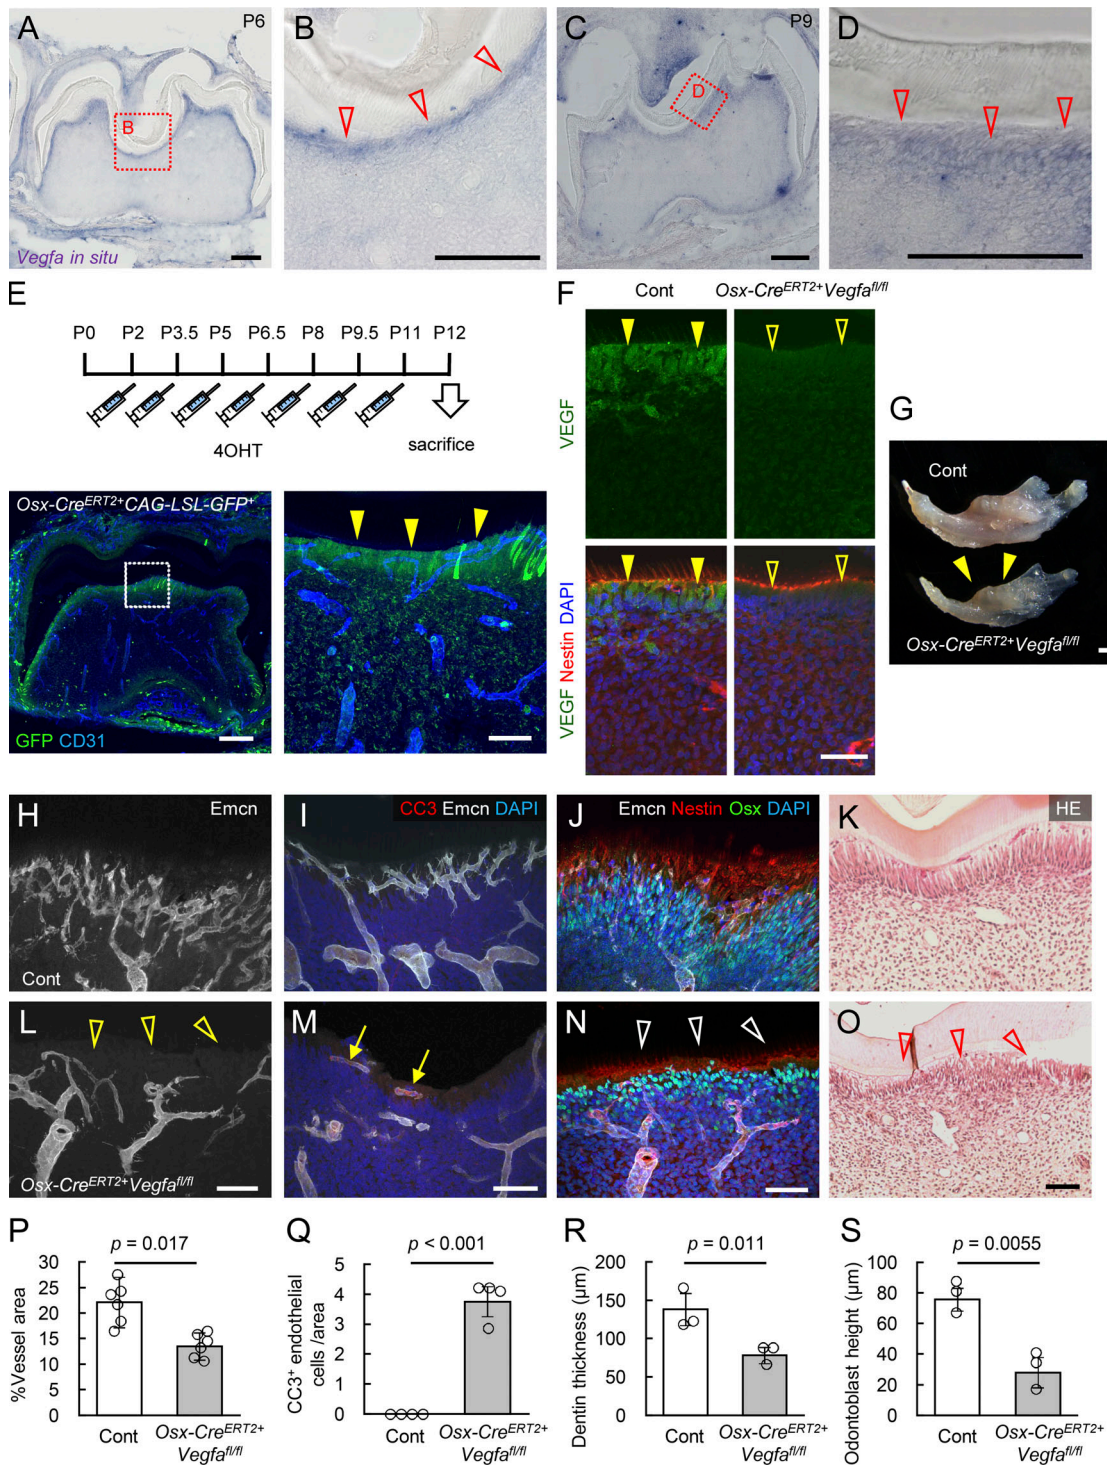 A
P6
B
Vegfa in situ
B
C
P9
D
D
E
P0 P2 P3.5 P5 P6.5 P8 P9.5 P11 P12
4OHT
sacrifice
Osx-CreERT2+CAG-LSL-GFP+
GFP CD31
F
Cont
Osx-CreERT2+Vegfafl/fl
VEGF
VEGF Nestin DAPI
G
Cont
Osx-CreERT2+Vegfafl/fl
H
Emcn
Cont
I
CC3 Emcn DAPI
J
Emcn Nestin Osx DAPI
K
HE
L
Osx-CreERT2+Vegfafl/fl
M
N
O
P
p = 0.017
%Vessel area
30
25
20
15
10
5
0
Cont
Osx-CreERT2+
Vegfafl/fl
Q
p < 0.001
CC3+ endothelial
cells /area
5
4
3
2
1
0
Cont
Osx-CreERT2+
Vegfafl/fl
R
p = 0.011
Dentin thickness (μm)
200
150
100
50
0
Cont
Osx-CreERT2+
Vegfafl/fl
S
p = 0.0055
Odontoblast height (μm)
100
80
60
40
20
0
Cont
Osx-CreERT2+
Vegfafl/fl